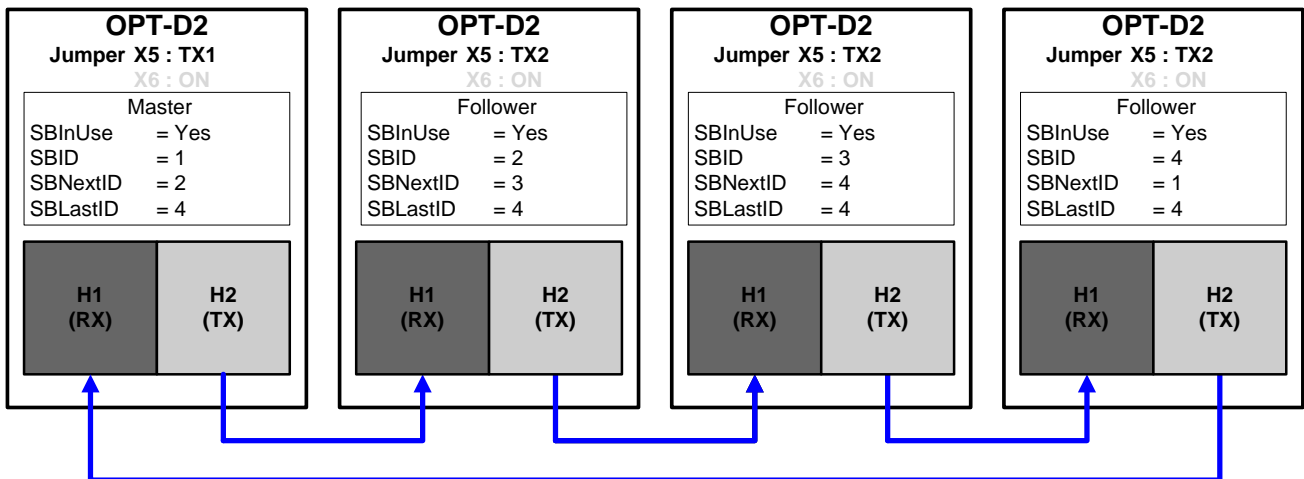 OPT-D2
Jumper X5 : TX1
X6 : ON
Master
SBInUse = Yes
SBID = 1
SBNextID = 2
SBLastID = 4
H1
(RX)
H2
(TX)
OPT-D2
Jumper X5 : TX2
X6 : ON
Follower
SBInUse = Yes
SBID = 2
SBNextID = 3
SBLastID = 4
H1
(RX)
H2
(TX)
OPT-D2
Jumper X5 : TX2
X6 : ON
Follower
SBInUse = Yes
SBID = 3
SBNextID = 4
SBLastID = 4
H1
(RX)
H2
(TX)
OPT-D2
Jumper X5 : TX2
X6 : ON
Follower
SBInUse = Yes
SBID = 4
SBNextID = 1
SBLastID = 4
H1
(RX)
H2
(TX)